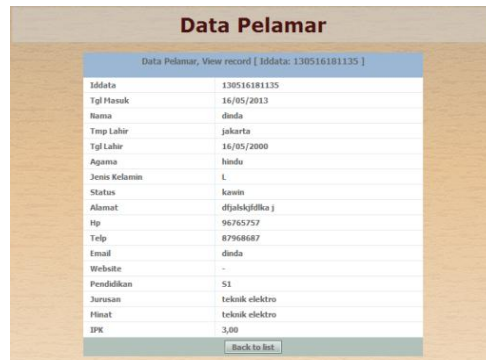 Data Pelamar
Data Pelamar, View record [ Iddata: 130516181135 ]
Iddata 130516181135
Tgl Masuk 16/05/2013
Nama dinda
Tmp Lahir jakarta
Tgl Lahir 16/05/2000
Agama hindu
Jenis Kelamin L
Status kawin
Alamat dfjalskjfdlka j
Hp 96765757
Telp 87968687
Email dinda
Website -
Pendidikan S1
Jurusan teknik elektro
Minat teknik elektro
IPK 3,00
Back to list